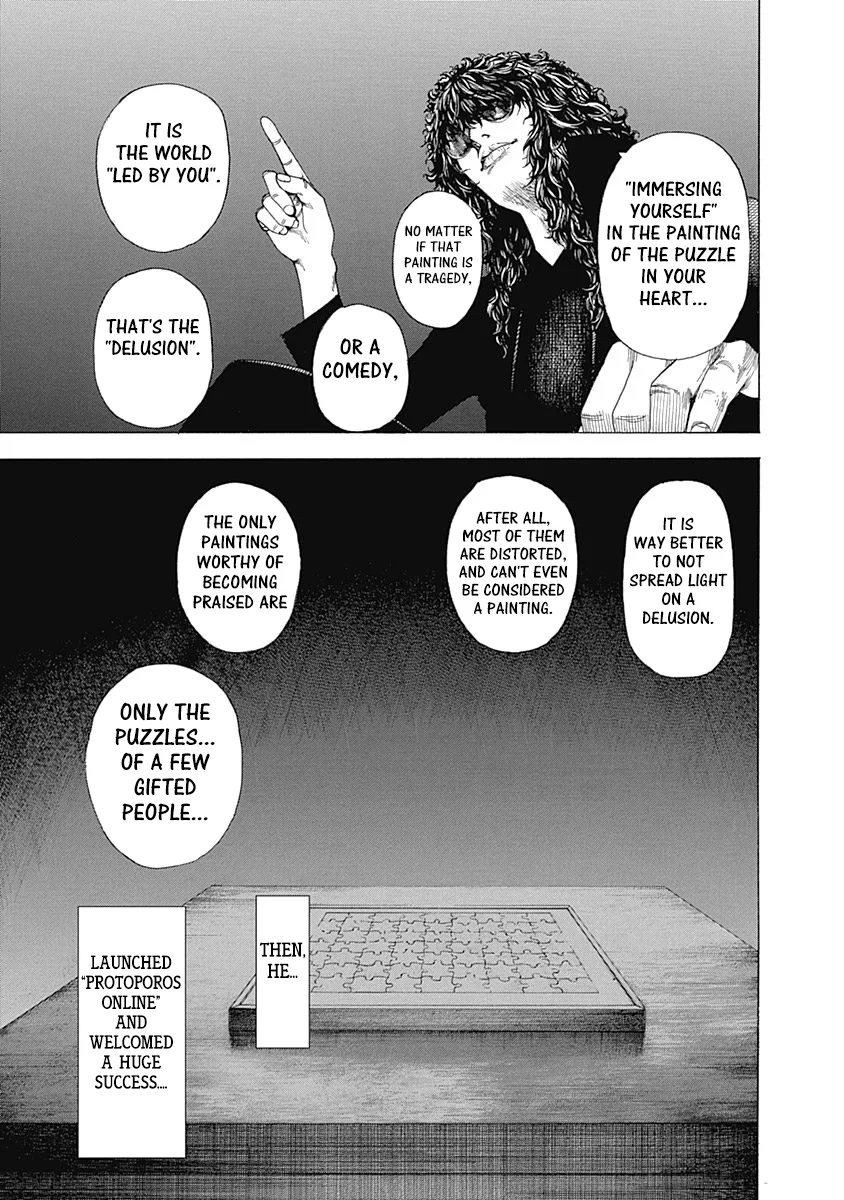 "IMMERSING
YOURSELF"
IN THE PAINTING
OF THE PUZZLE
IN YOUR
HEART...
NO MATTER
IF THAT
PAINTING IS
A TRAGEDY,
OR A
COMEDY,
IT IS
THE WORLD
"LED BY YOU".
THAT'S THE
"DELUSION".
IT IS
WAY BETTER
TO NOT
SPREAD LIGHT
ON A
DELUSION.
AFTER ALL,
MOST OF THEM
ARE DISTORTED,
AND CAN'T EVEN
BE CONSIDERED
A PAINTING.
THE ONLY
PAINTINGS
WORTHY OF
BECOMING
PRAISED ARE
ONLY THE
PUZZLES...
OF A FEW
GIFTED
PEOPLE...
THEN,
HE...
LAUNCHED
"PROTOPOROS
ONLINE"
AND
WELCOMED
A HUGE
SUCCESS....